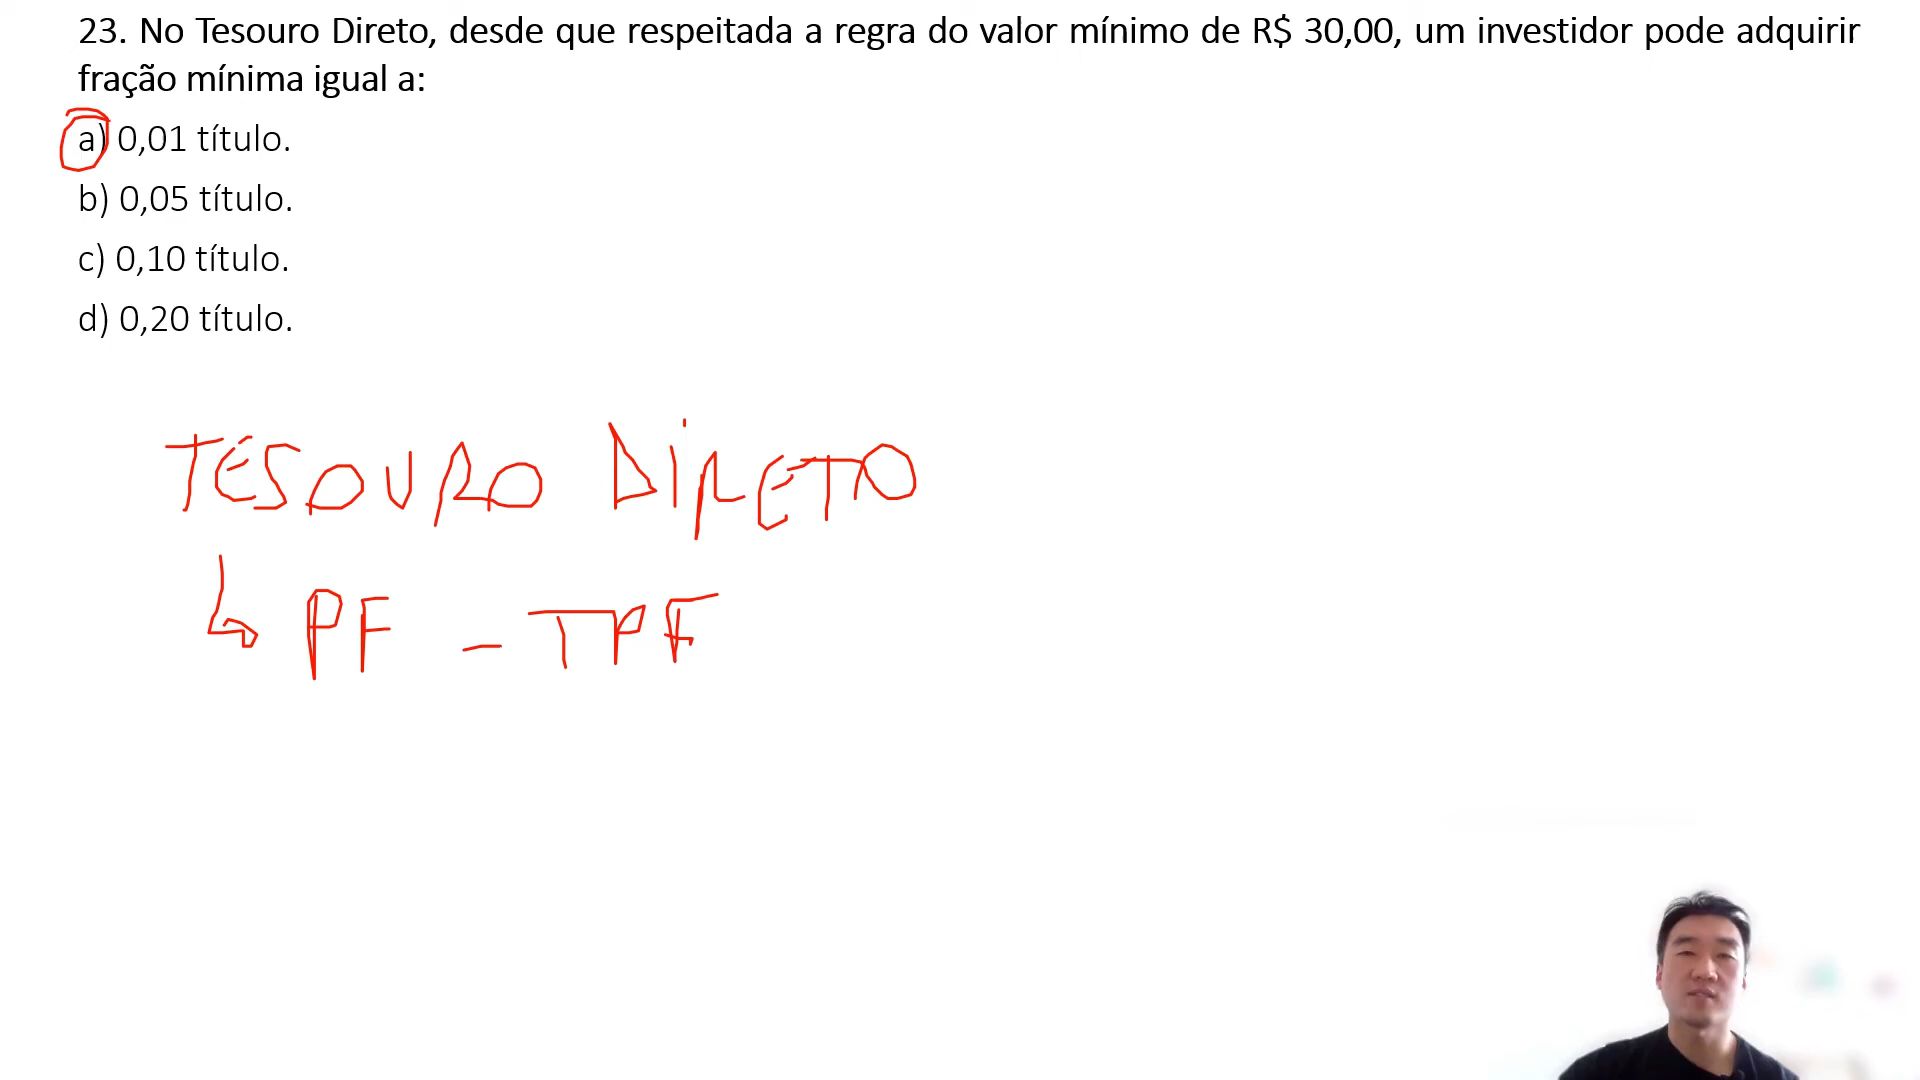 23. No Tesouro Direto, desde que respeitada a regra do valor mínimo de R$ 30,00, um investidor pode adquirir
fração mínima igual a:
a) 0,01 título.
b) 0,05 título.
c) 0,10 título.
d) 0,20 título.
TESOURO DIRETO
↳ PF - TPF